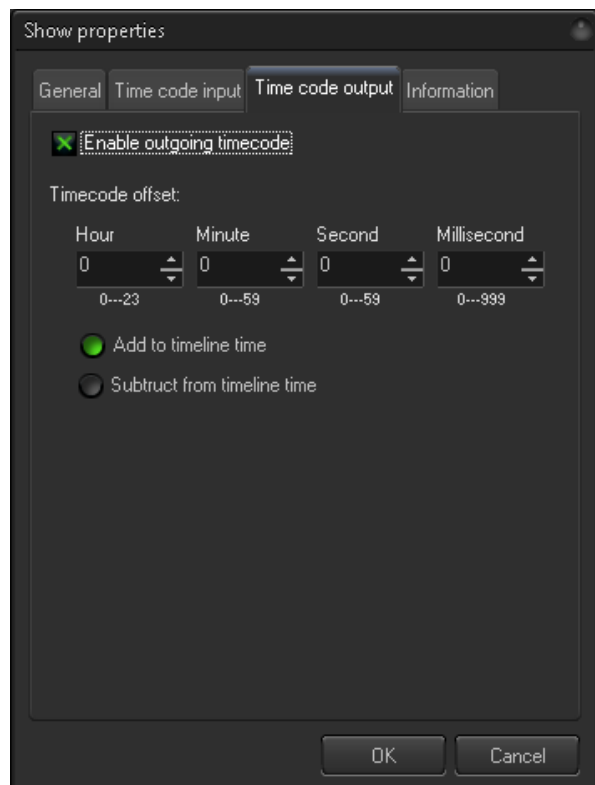 Show properties
General Time code input Time code output Information
Enable outgoing timecode
Timecode offset:
Hour Minute Second Millisecond
0 0 0 0
0---23 0---59 0---59 0---999
Add to timeline time
Subtruct from timeline time
OK Cancel